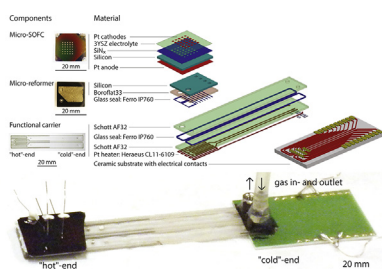 Components
Material
Micro-SOFC
Pt cathodes
3YSZ electrolyte
SiNx
Silicon
Pt anode
20 mm
Micro-reformer
Silicon
Boroflat33
Glass seal: Ferro IP760
20 mm
Functional carrier
Schott AF32
Glass seal: Ferro IP760
Schott AF32
Pt heater: Heraeus CL11-6109
Ceramic substrate with electrical contacts
"hot"-end
"cold"-end
20 mm
gas in- and outlet
"hot"-end
"cold"-end
20 mm